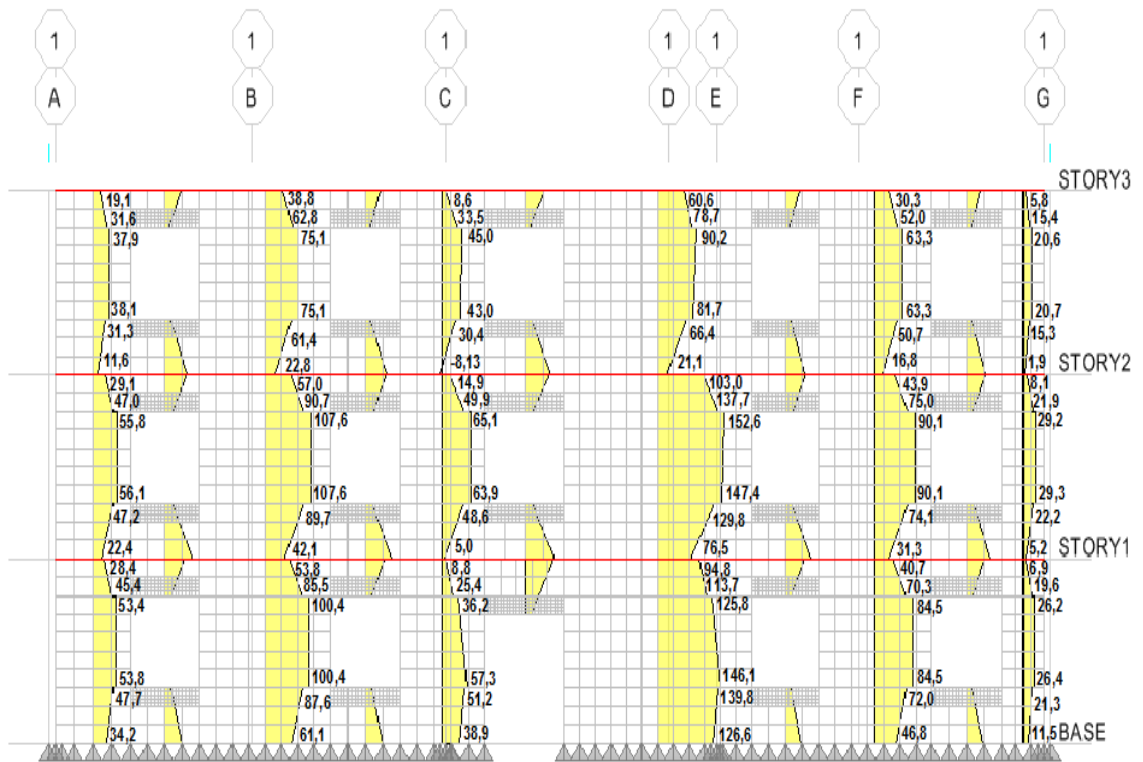 1 1 1 1 1 1 1
A B C D E F G
STORY3
19,1 38,8 8,6 60,6 30,3 5,8
31,6 62,8 33,5 78,7 52,0 15,4
37,9 75,1 45,0 90,2 63,3 20,6
38,1 75,1 43,0 81,7 63,3 20,7
31,3 61,4 30,4 66,4 50,7 15,3
11,6 22,8 -8,13 21,1 16,8 1,9
STORY2
29,1 57,0 14,9 103,0 43,9 8,1
47,0 90,7 49,9 137,7 75,0 21,9
55,8 107,6 65,1 152,6 90,1 29,2
56,1 107,6 63,9 147,4 90,1 29,3
47,2 89,7 48,6 129,8 74,1 22,2
22,4 42,1 5,0 76,5 31,3 5,2
STORY1
28,4 53,8 8,8 94,8 40,7 6,9
45,4 85,5 25,4 113,7 70,3 19,6
53,4 100,4 36,2 125,8 84,5 26,2
53,8 100,4 57,3 146,1 84,5 26,4
47,7 87,6 51,2 139,8 72,0 21,3
34,2 61,1 38,9 126,6 46,8 11,5
BASE